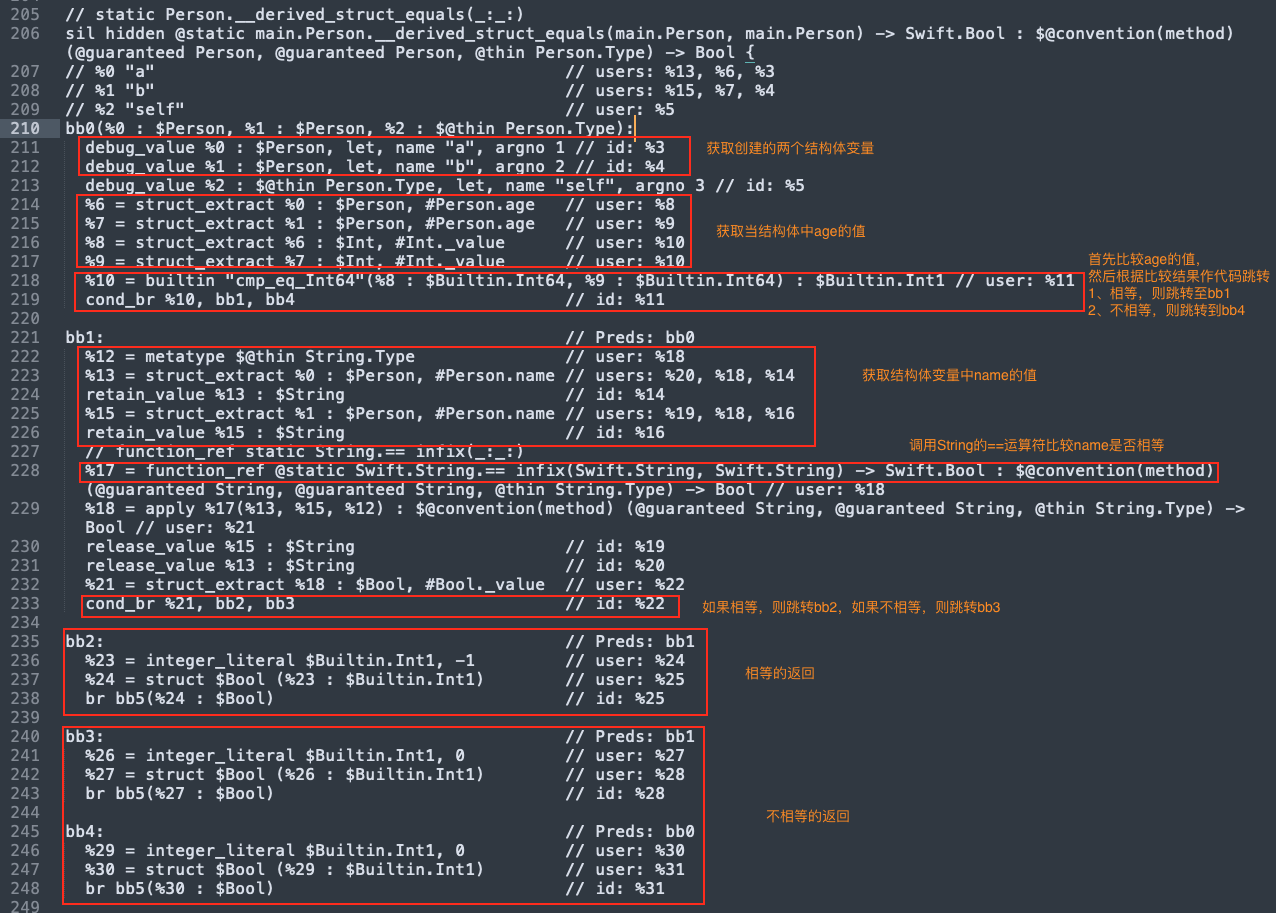 205 // static Person.__derived_struct_equals(_:_:)
206 sil hidden @static main.Person.__derived_struct_equals(main.Person, main.Person) -> Swift.Bool : $@convention(method)
(@guaranteed Person, @guaranteed Person, @thin Person.Type) -> Bool {
207 // %0 "a" // users: %13, %6, %3
208 // %1 "b" // users: %15, %7, %4
209 // %2 "self" // user: %5
210 bb0(%0 : $Person, %1 : $Person, %2 : $@thin Person.Type):
211 debug_value %0 : $Person, let, name "a", argno 1 // id: %3
获取创建的两个结构体变量
212 debug_value %1 : $Person, let, name "b", argno 2 // id: %4
213 debug_value %2 : $@thin Person.Type, let, name "self", argno 3 // id: %5
214 %6 = struct_extract %0 : $Person, #Person.age // user: %8
215 %7 = struct_extract %1 : $Person, #Person.age // user: %9
获取当结构体中age的值
216 %8 = struct_extract %6 : $Int, #Int._value // user: %10
217 %9 = struct_extract %7 : $Int, #Int._value // user: %10
首先比较age的值,
然后根据比较结果作代码跳转
1、相等，则跳转至bb1
2、不相等，则跳转到bb4
218 %10 = builtin "cmp_eq_Int64"(%8 : $Builtin.Int64, %9 : $Builtin.Int64) : $Builtin.Int1 // user: %11
219 cond_br %10, bb1, bb4 // id: %11
220
221 bb1: // Preds: bb0
222 %12 = metatype $@thin String.Type // user: %18
223 %13 = struct_extract %0 : $Person, #Person.name // users: %20, %18, %14
获取结构体变量中name的值
224 retain_value %13 : $String // id: %14
225 %15 = struct_extract %1 : $Person, #Person.name // users: %19, %18, %16
226 retain_value %15 : $String // id: %16
调用String的==运算符比较name是否相等
227 // function_ref static String.== infix(_:_:)
228 %17 = function_ref @static Swift.String.== infix(Swift.String, Swift.String) -> Swift.Bool : $@convention(method)
(@guaranteed String, @guaranteed String, @thin String.Type) -> Bool // user: %18
229 %18 = apply %17(%13, %15, %12) : $@convention(method) (@guaranteed String, @guaranteed String, @thin String.Type) ->
Bool // user: %21
230 release_value %15 : $String // id: %19
231 release_value %13 : $String // id: %20
232 %21 = struct_extract %18 : $Bool, #Bool._value // user: %22
233 cond_br %21, bb2, bb3 // id: %22
如果相等，则跳转bb2，如果不相等，则跳转bb3
234
235 bb2: // Preds: bb1
236 %23 = integer_literal $Builtin.Int1, -1 // user: %24
相等的返回
237 %24 = struct $Bool (%23 : $Builtin.Int1) // user: %25
238 br bb5(%24 : $Bool) // id: %25
239
240 bb3: // Preds: bb1
241 %26 = integer_literal $Builtin.Int1, 0 // user: %27
242 %27 = struct $Bool (%26 : $Builtin.Int1) // user: %28
243 br bb5(%27 : $Bool) // id: %28
244
不相等的返回
245 bb4: // Preds: bb0
246 %29 = integer_literal $Builtin.Int1, 0 // user: %30
247 %30 = struct $Bool (%29 : $Builtin.Int1) // user: %31
248 br bb5(%30 : $Bool) // id: %31
249